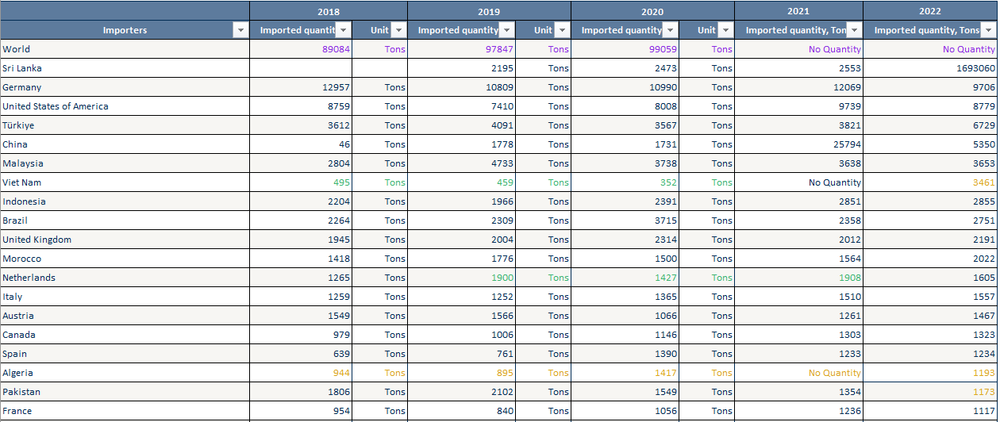 2018 2019 2020 2021 2022
Importers Imported quantit Unit Imported quantity Unit Imported quantity Unit Imported quantity, Ton Imported quantity, Tons
World 89084 Tons 97847 Tons 99059 Tons No Quantity No Quantity
Sri Lanka 2195 Tons 2473 Tons 2553 1693060
Germany 12957 Tons 10809 Tons 10990 Tons 12069 9706
United States of America 8759 Tons 7410 Tons 8008 Tons 9739 8779
Türkiye 3612 Tons 4091 Tons 3567 Tons 3821 6729
China 46 Tons 1778 Tons 1731 Tons 25794 5350
Malaysia 2804 Tons 4733 Tons 3738 Tons 3638 3653
Viet Nam 495 Tons 459 Tons 352 Tons No Quantity 3461
Indonesia 2204 Tons 1966 Tons 2391 Tons 2851 2855
Brazil 2264 Tons 2309 Tons 3715 Tons 2358 2751
United Kingdom 1945 Tons 2004 Tons 2314 Tons 2012 2191
Morocco 1418 Tons 1776 Tons 1500 Tons 1564 2022
Netherlands 1265 Tons 1900 Tons 1427 Tons 1908 1605
Italy 1259 Tons 1252 Tons 1365 Tons 1510 1557
Austria 1549 Tons 1566 Tons 1066 Tons 1261 1467
Canada 979 Tons 1006 Tons 1146 Tons 1303 1323
Spain 639 Tons 761 Tons 1390 Tons 1233 1234
Algeria 944 Tons 895 Tons 1417 Tons No Quantity 1193
Pakistan 1806 Tons 2102 Tons 1549 Tons 1354 1173
France 954 Tons 840 Tons 1056 Tons 1236 1117